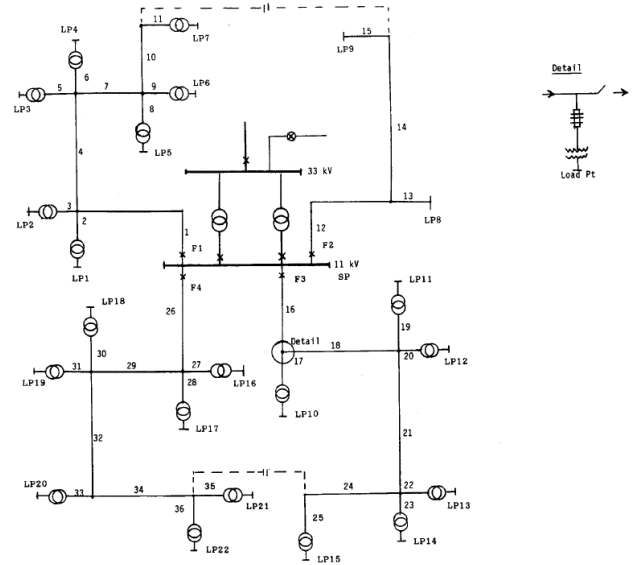 11
15
LP4
LP7
LP9
Detail
10
6
5
7
9
LP6
LP3
8
LP5
Load Pt
14
4
33 kV
13
LP8
LP2
3
2
1
12
F1
F2
LP1
11 kV
SP
F4
F3
LP18
26
16
LP11
Detail
19
30
18
20
17
LP12
31
29
27
28
LP19
LP16
LP10
LP17
32
21
LP20
33
34
35
24
22
LP21
LP13
36
23
25
LP22
LP15
LP14